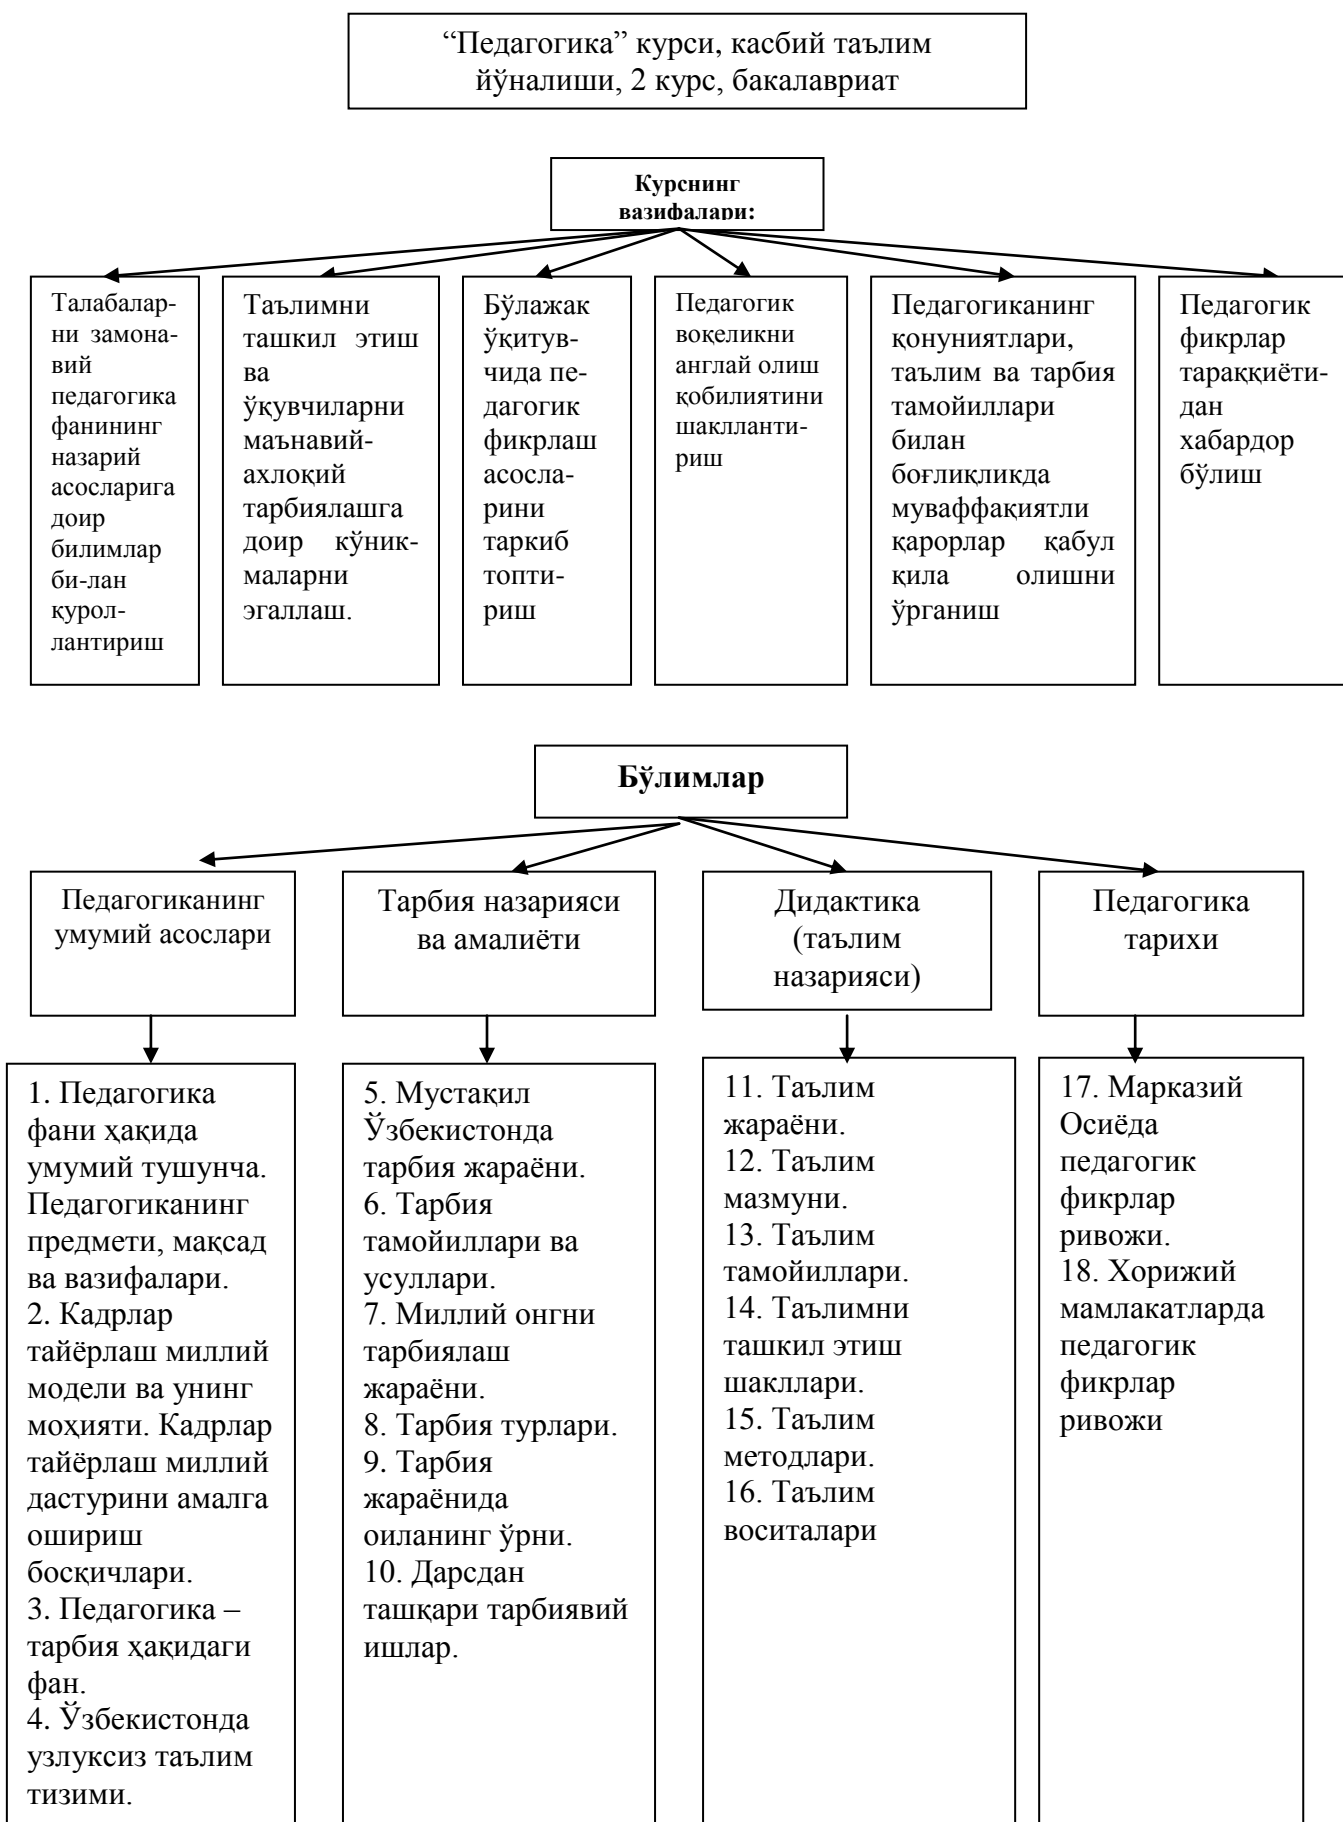 “Педагогика” курси, касбий таълим
йўналиши, 2 курс, бакалавриат
Курснинг
вазифалари:
Талабалар-
ни замона-
вий
педагогика
фанининг
назарий
асосларига
доир
билимлар
би-лан
қурол-
лантириш
Таълимни
ташкил этиш
ва
ўқувчиларни
маънавий-
ахлоқий
тарбиялашга
доир кўник-
маларни
эгаллаш.
Бўлажак
ўқитув-
чида пе-
дагогик
фикрлаш
асосла-
рини
таркиб
топти-
риш
Педагогик
воқеликни
англай олиш
қобилиятини
шаклланти-
риш
Педагогиканинг
қонуниятлари,
таълим ва тарбия
тамойиллари
билан
боғлиқликда
муваффақиятли
қарорлар қабул
қила олишни
ўрганиш
Педагогик
фикрлар
тараққиёти-
дан
хабардор
бўлиш
Бўлимлар
Педагогиканинг
умумий асослари
Тарбия назарияси
ва амалиёти
Дидактика
(таълим
назарияси)
Педагогика
тарихи
1. Педагогика
фани ҳақида
умумий тушунча.
Педагогиканинг
предмети, мақсад
ва вазифалари.
2. Кадрлар
тайёрлаш миллий
модели ва унинг
моҳияти. Кадрлар
тайёрлаш миллий
дастурини амалга
ошириш
босқичлари.
3. Педагогика –
тарбия ҳақидаги
фан.
4. Ўзбекистонда
узлуксиз таълим
тизими.
5. Мустақил
Ўзбекистонда
тарбия жараёни.
6. Тарбия
тамойиллари ва
усуллари.
7. Миллий онгни
тарбиялаш
жараёни.
8. Тарбия турлари.
9. Тарбия
жараёнида
оиланинг ўрни.
10. Дарсдан
ташқари тарбиявий
ишлар.
11. Таълим
жараёни.
12. Таълим
мазмуни.
13. Таълим
тамойиллари.
14. Таълимни
ташкил этиш
шакллари.
15. Таълим
методлари.
16. Таълим
воситалари
17. Марказий
Осиёда
педагогик
фикрлар
ривожи.
18. Хорижий
мамлакатларда
педагогик
фикрлар
ривожи